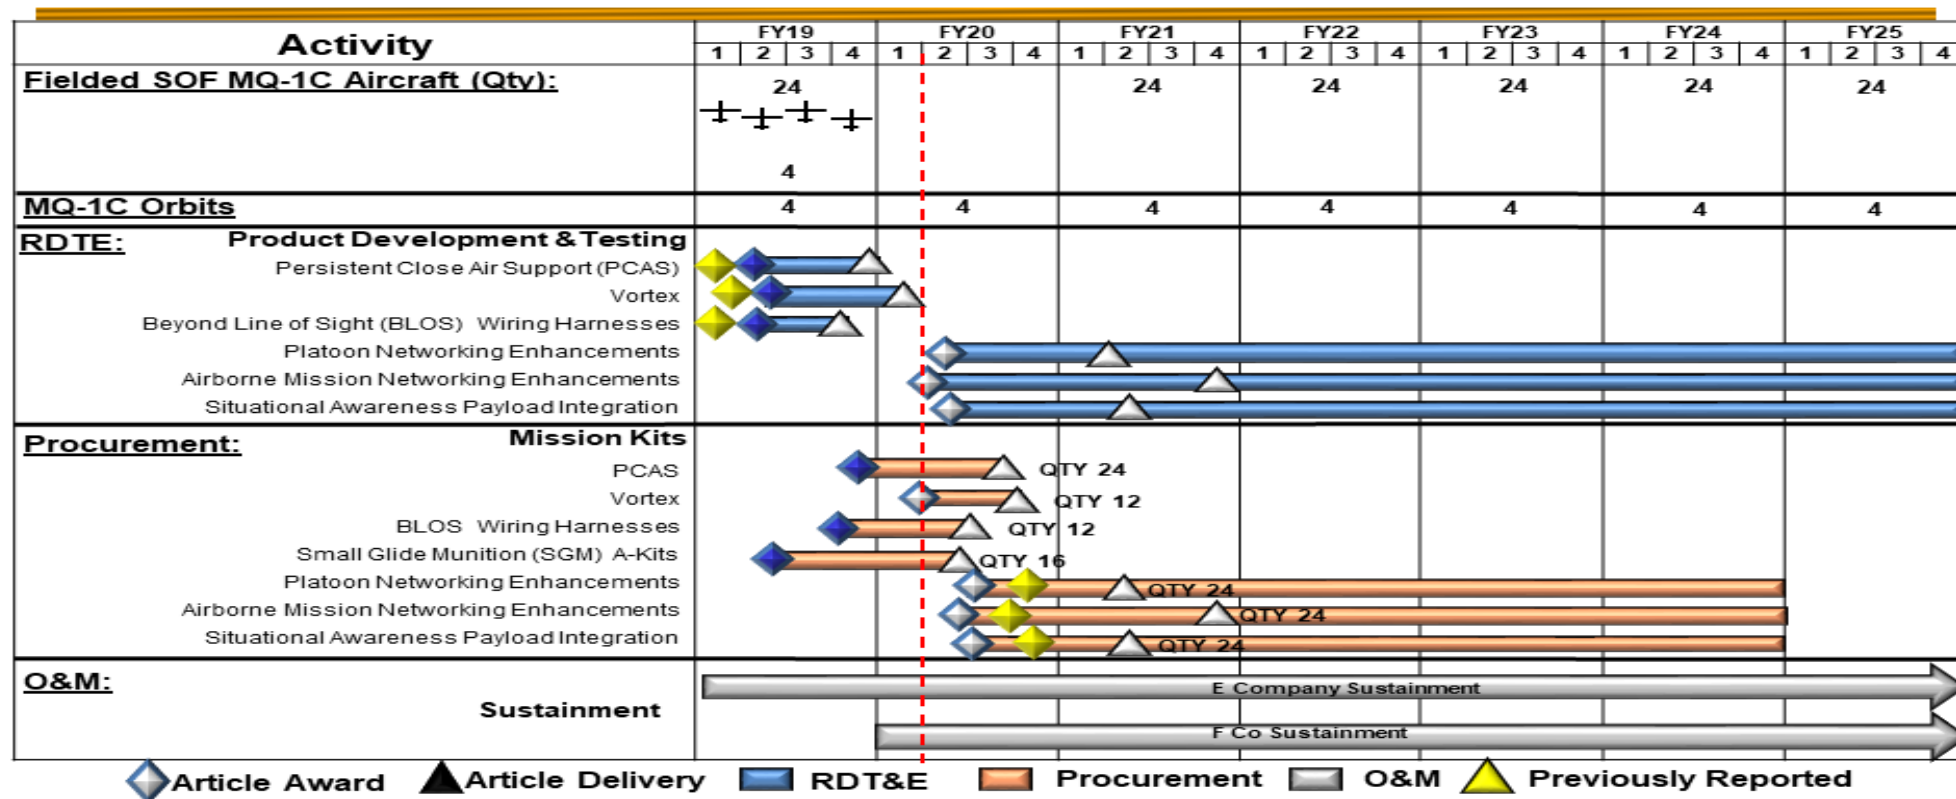 Activity FY19 FY20 FY21 FY22 FY23 FY24 FY25
1 2 3 4 1 2 3 4 1 2 3 4 1 2 3 4 1 2 3 4 1 2 3 4 1 2 3 4
Fielded SOF MQ-1C Aircraft (Qty): 24 24 24 24 24 24
4
MQ-1C Orbits 4 4 4 4 4 4 4
RDTE: Product Development & Testing
Persistent Close Air Support (PCAS)
Vortex
Beyond Line of Sight (BLOS) Wiring Harnesses
Platoon Networking Enhancements
Airborne Mission Networking Enhancements
Situational Awareness Payload Integration
Procurement: Mission Kits
PCAS QTY 24
Vortex QTY 12
BLOS Wiring Harnesses QTY 12
Small Glide Munition (SGM) A-Kits QTY 16
Platoon Networking Enhancements QTY 24
Airborne Mission Networking Enhancements QTY 24
Situational Awareness Payload Integration QTY 24
O&M: E Company Sustainment
Sustainment
F Co Sustainment
Article Award Article Delivery RDT&E Procurement O&M Previously Reported